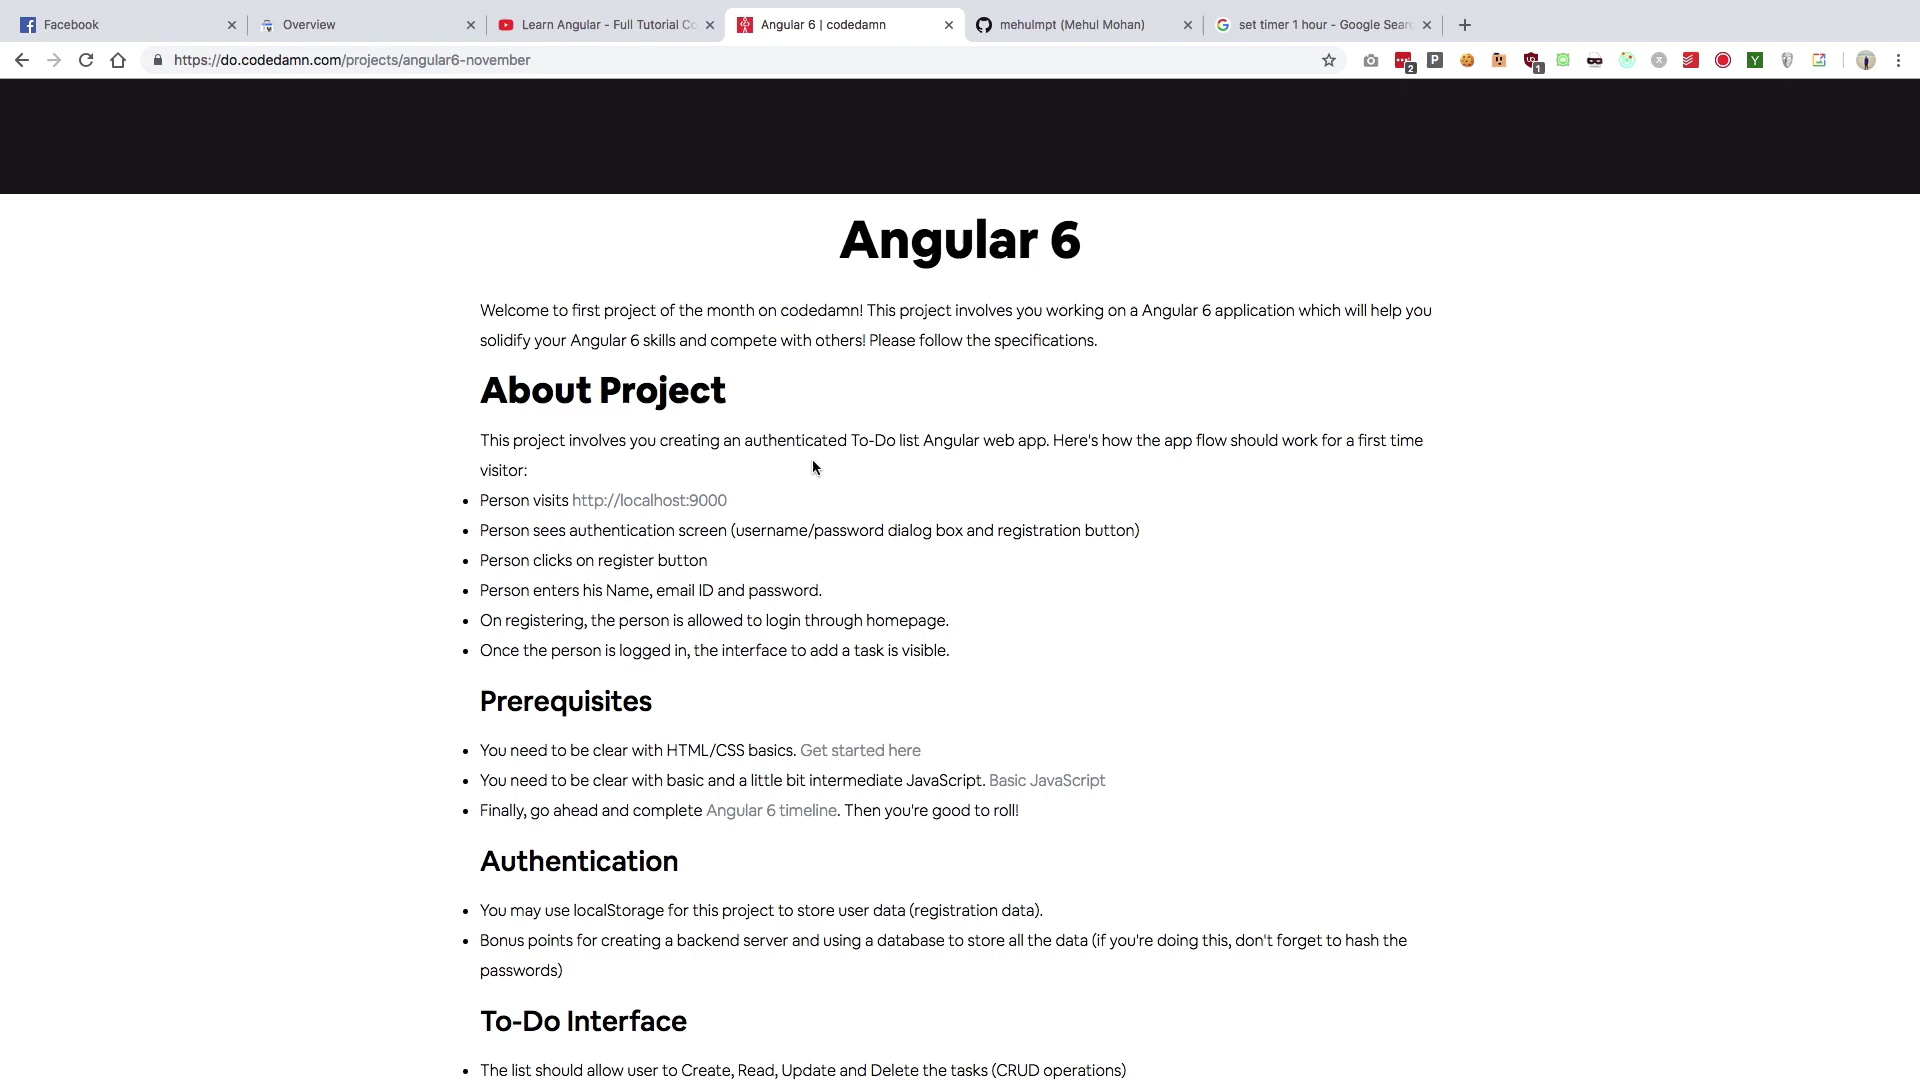 Facebook
Overview
Learn Angular - Full Tutorial Co
Angular 6 | codedamn
mehulmpt (Mehul Mohan)
set timer 1 hour - Google Searc
https://do.codedamn.com/projects/angular6-november
2
P
1
Y
Angular 6
Welcome to first project of the month on codedamn! This project involves you working on a Angular 6 application which will help you
solidify your Angular 6 skills and compete with others! Please follow the specifications.
About Project
This project involves you creating an authenticated To-Do list Angular web app. Here's how the app flow should work for a first time
visitor:
Person visits http://localhost:9000
Person sees authentication screen (username/password dialog box and registration button)
Person clicks on register button
Person enters his Name, email ID and password.
On registering, the person is allowed to login through homepage.
Once the person is logged in, the interface to add a task is visible.
Prerequisites
You need to be clear with HTML/CSS basics. Get started here
You need to be clear with basic and a little bit intermediate JavaScript. Basic JavaScript
Finally, go ahead and complete Angular 6 timeline. Then you're good to roll!
Authentication
You may use localStorage for this project to store user data (registration data).
Bonus points for creating a backend server and using a database to store all the data (if you're doing this, don't forget to hash the
passwords)
To-Do Interface
The list should allow user to Create, Read, Update and Delete the tasks (CRUD operations)